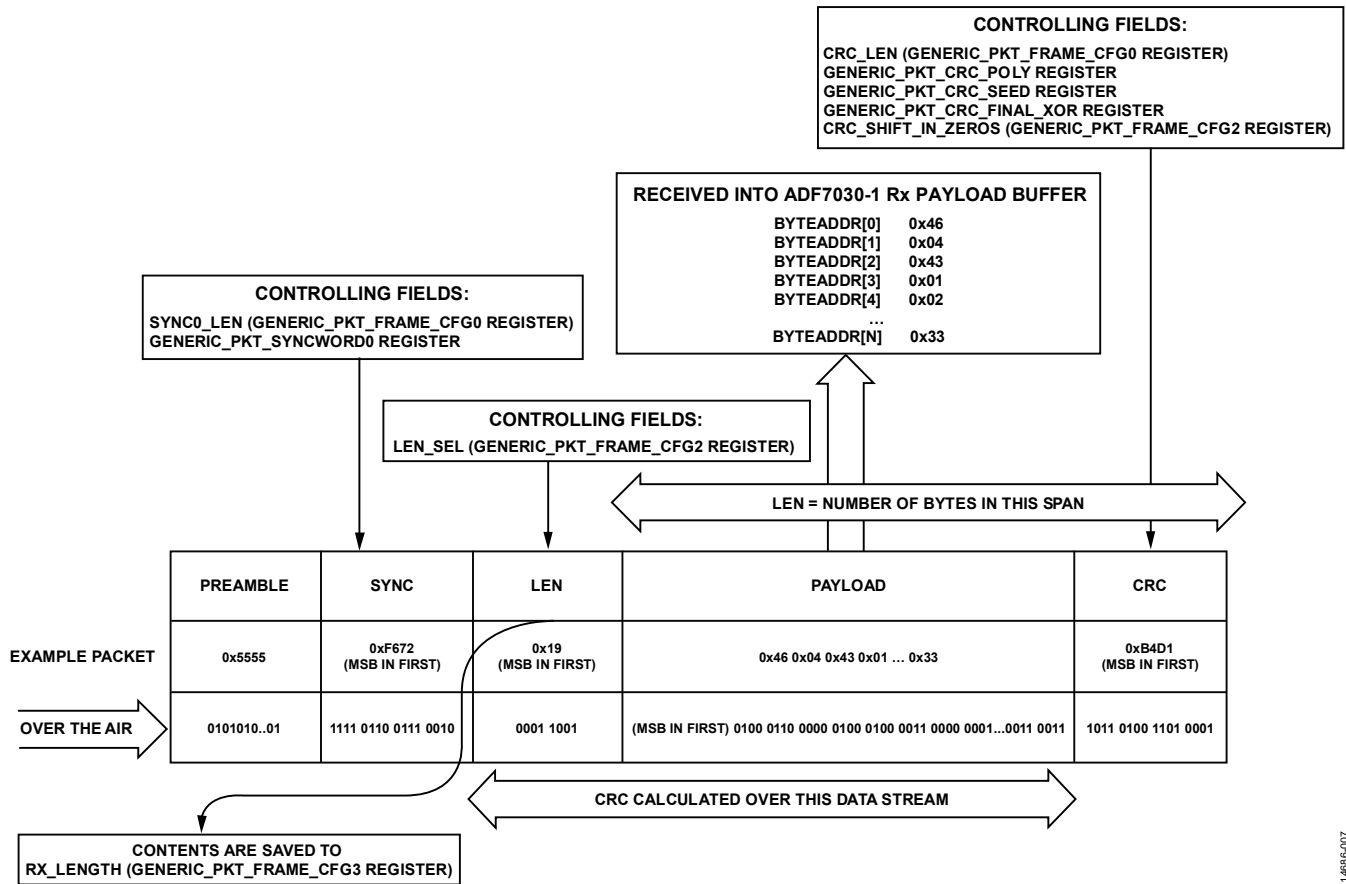 CONTROLLING FIELDS:
CRC_LEN (GENERIC_PKT_FRAME_CFG0 REGISTER)
GENERIC_PKT_CRC_POLY REGISTER
GENERIC_PKT_CRC_SEED REGISTER
GENERIC_PKT_CRC_FINAL_XOR REGISTER
CRC_SHIFT_IN_ZEROS (GENERIC_PKT_FRAME_CFG2 REGISTER)
RECEIVED INTO ADF7030-1 Rx PAYLOAD BUFFER
BYTEADDR[0] 0x46
BYTEADDR[1] 0x04
BYTEADDR[2] 0x43
BYTEADDR[3] 0x01
BYTEADDR[4] 0x02
...
BYTEADDR[N] 0x33
CONTROLLING FIELDS:
SYNC0_LEN (GENERIC_PKT_FRAME_CFG0 REGISTER)
GENERIC_PKT_SYNCWORD0 REGISTER
CONTROLLING FIELDS:
LEN_SEL (GENERIC_PKT_FRAME_CFG2 REGISTER)
LEN = NUMBER OF BYTES IN THIS SPAN
PREAMBLE SYNC LEN PAYLOAD CRC
EXAMPLE PACKET
0x5555
0xF672
(MSB IN FIRST)
0x19
(MSB IN FIRST)
0x46 0x04 0x43 0x01 ... 0x33
0xB4D1
(MSB IN FIRST)
OVER THE AIR
0101010..01
1111 0110 0111 0010
0001 1001
(MSB IN FIRST) 0100 0110 0000 0100 0100 0011 0000 0001...0011 0011
1011 0100 1101 0001
CRC CALCULATED OVER THIS DATA STREAM
CONTENTS ARE SAVED TO
RX_LENGTH (GENERIC_PKT_FRAME_CFG3 REGISTER)
14686-007